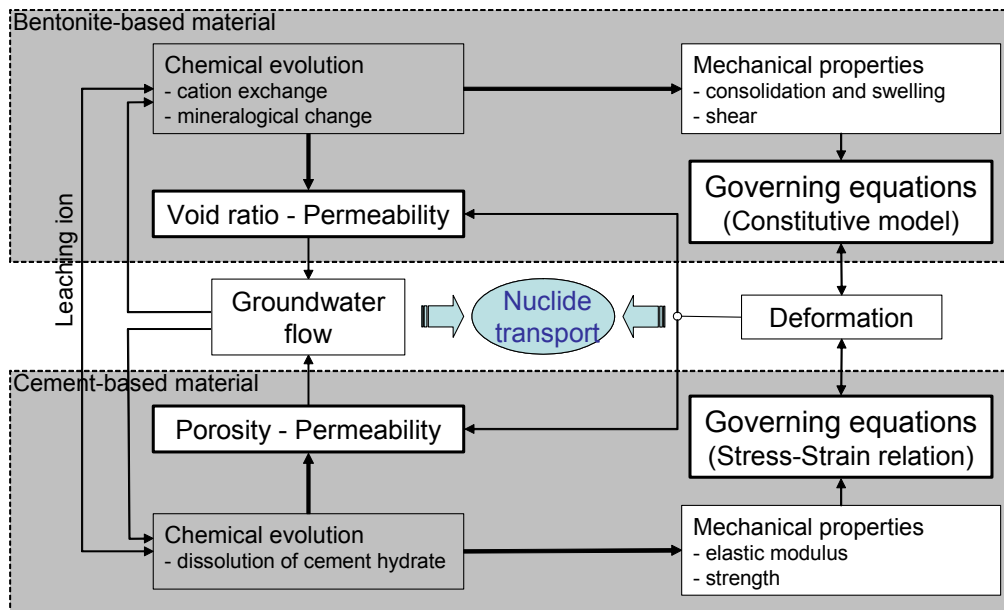 Bentonite-based material
Chemical evolution
- cation exchange
- mineralogical change
Mechanical properties
- consolidation and swelling
- shear
Void ratio - Permeability
Governing equations
(Constitutive model)
Leaching ion
Groundwater
flow
Nuclide
transport
Deformation
Cement-based material
Porosity - Permeability
Governing equations
(Stress-Strain relation)
Chemical evolution
- dissolution of cement hydrate
Mechanical properties
- elastic modulus
- strength